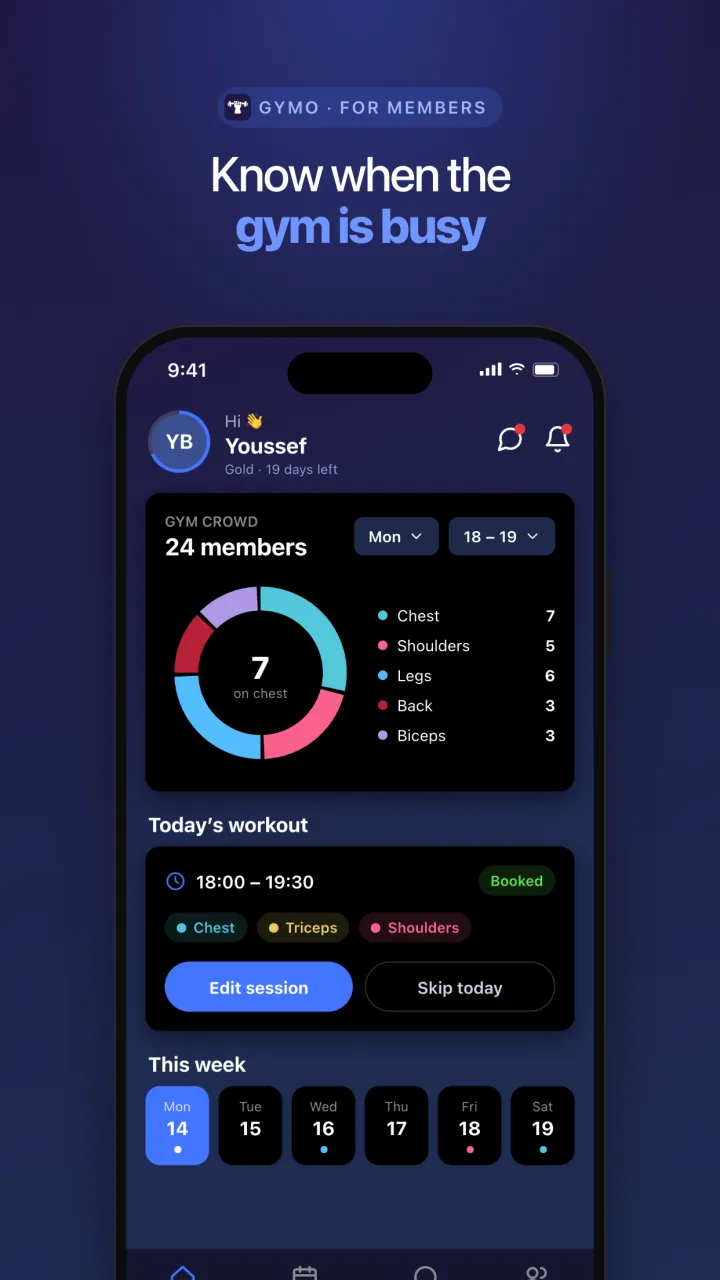 GYMO · FOR MEMBERS
Know when the
gym is busy
9:41
YB
Hi 👋
Youssef
Gold · 19 days left
GYM CROWD
24 members
Mon
18 – 19
7
on chest
Chest 7
Shoulders 5
Legs 6
Back 3
Biceps 3
Today’s workout
18:00 – 19:30
Booked
Chest
Triceps
Shoulders
Edit session
Skip today
This week
Mon
14
Tue
15
Wed
16
Thu
17
Fri
18
Sat
19